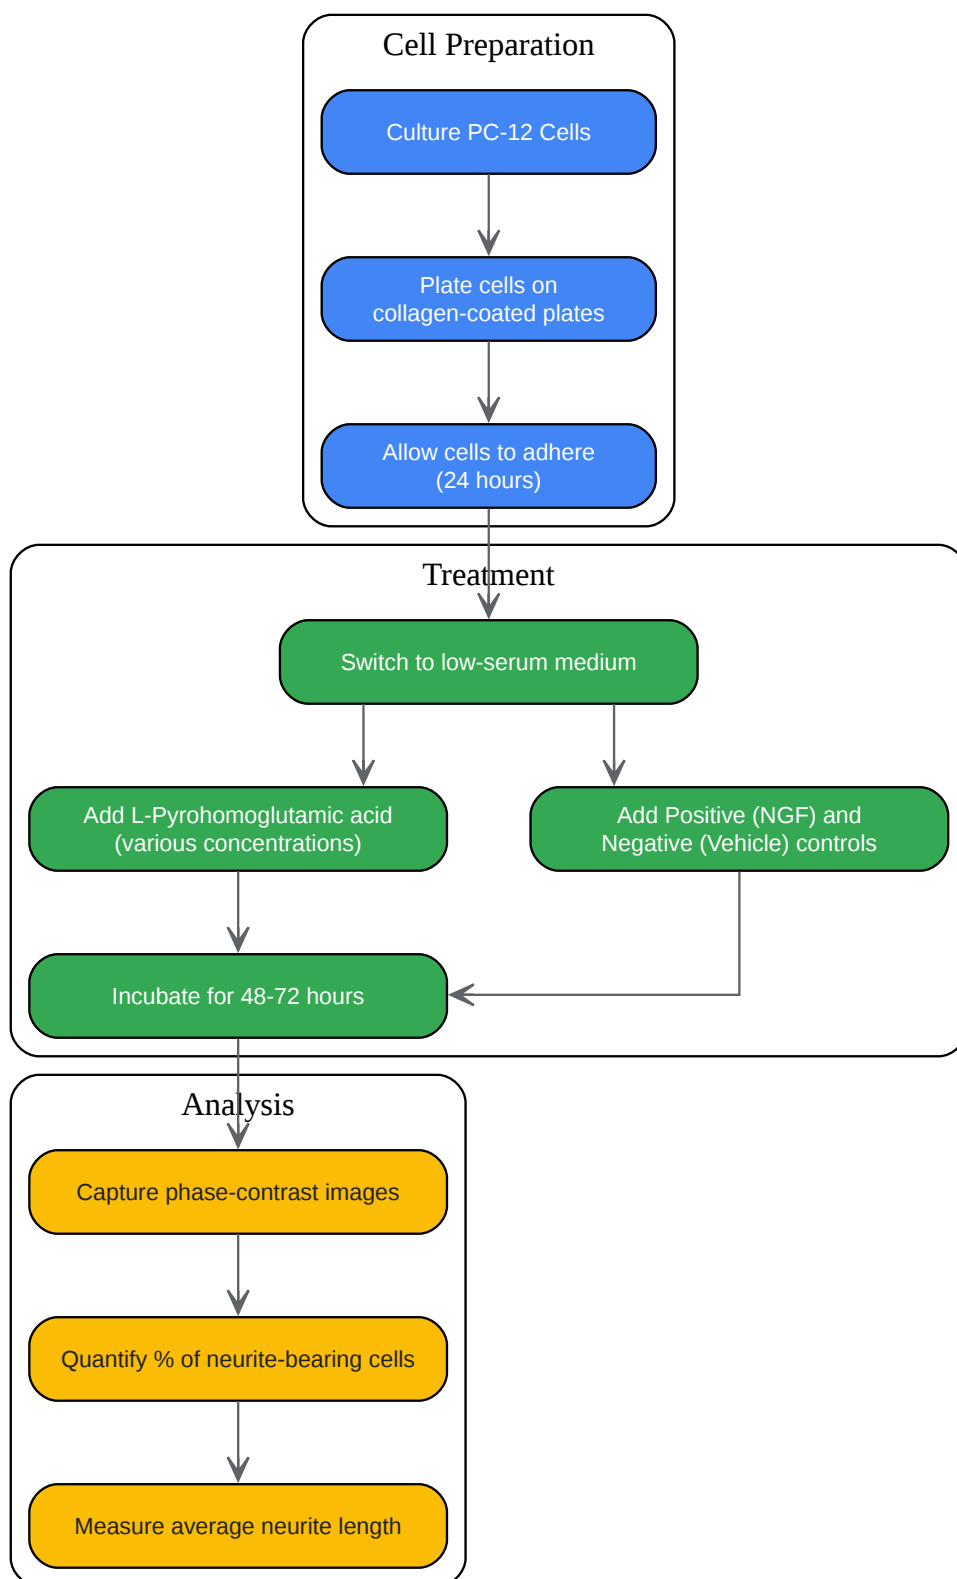 Cell Preparation
Culture PC-12 Cells
Plate cells on
collagen-coated plates
Allow cells to adhere
(24 hours)
Treatment
Switch to low-serum medium
Add L-Pyrohomoglutamic acid
(various concentrations)
Add Positive (NGF) and
Negative (Vehicle) controls
Incubate for 48-72 hours
Analysis
Capture phase-contrast images
Quantify % of neurite-bearing cells
Measure average neurite length